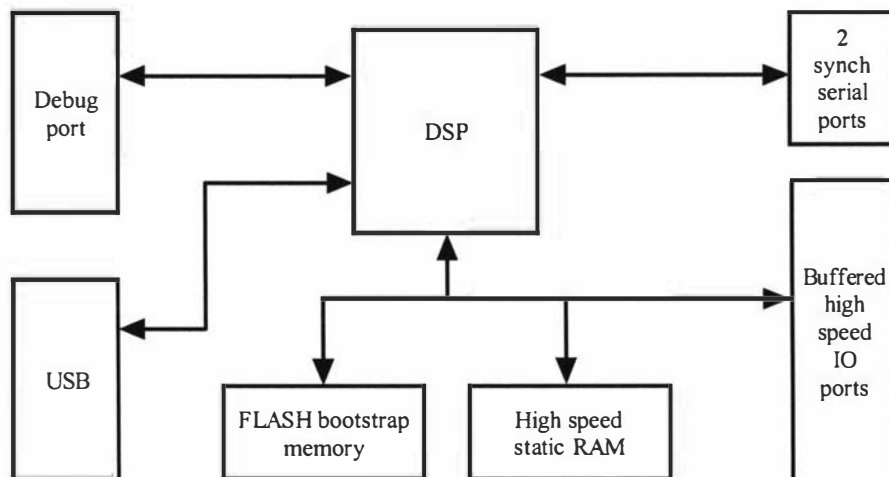 Debug
port
DSP
2
synch
serial
ports
USB
FLASH bootstrap
memory
High speed
static RAM
Buffered
high
speed
IO
ports